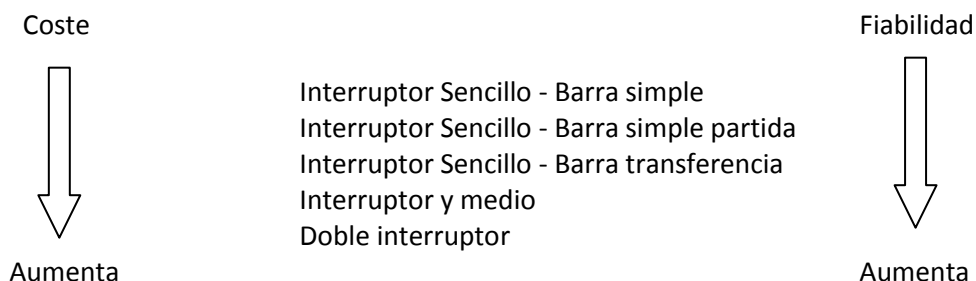 Coste
Fiabilidad
Interruptor Sencillo - Barra simple
Interruptor Sencillo - Barra simple partida
Interruptor Sencillo - Barra transferencia
Interruptor y medio
Doble interruptor
Aumenta
Aumenta